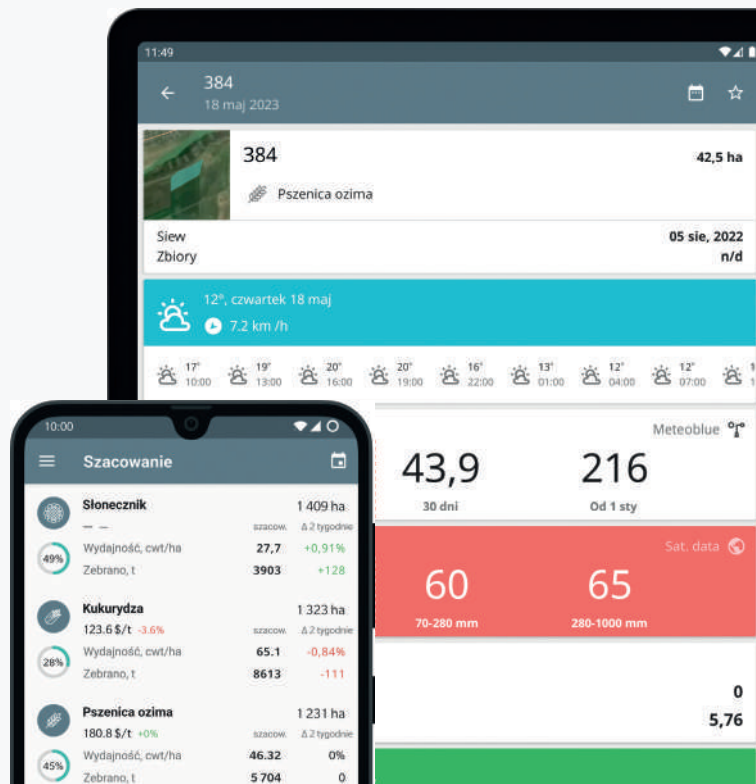 11:49
384
18 maj 2023
384
42,5 ha
Pszenica ozima
Siew
05 sie, 2022
Zbiory
n/d
12°, czwartek 18 maj
7.2 km /h
17° 19° 20° 20° 16° 13° 12° 12°
10:00 13:00 16:00 19:00 22:00 01:00 04:00 07:00
Meteoblue
43,9 216
30 dni Od 1 sty
Sat. data
60 65
70-280 mm 280-1000 mm
0
5,76
10:00
Szacowanie
Słonecznik 1 409 ha
— — szacow. Δ 2 tygodnie
49% Wydajność, cwt/ha 27,7 +0,91%
Zebrano, t 3903 +128
Kukurydza 1 323 ha
123.6 $/t -3.6% szacow. Δ 2 tygodnie
28% Wydajność, cwt/ha 65.1 -0,84%
Zebrano, t 8613 -111
Pszenica ozima 1 231 ha
180.8 $/t +0% szacow. Δ 2 tygodnie
45% Wydajność, cwt/ha 46.32 0%
Zebrano, t 5 704 0